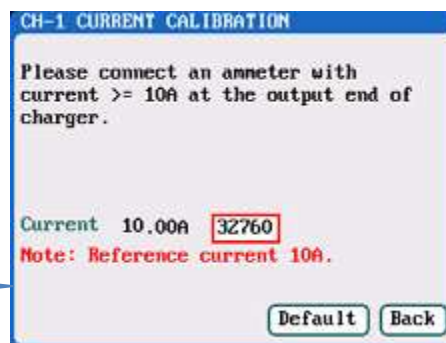 CH-1 CURRENT CALIBRATION
Please connect an ammeter with
current >= 10A at the output end of
charger.
Current 10.00A 32760
Note: Reference current 10A.
Default Back